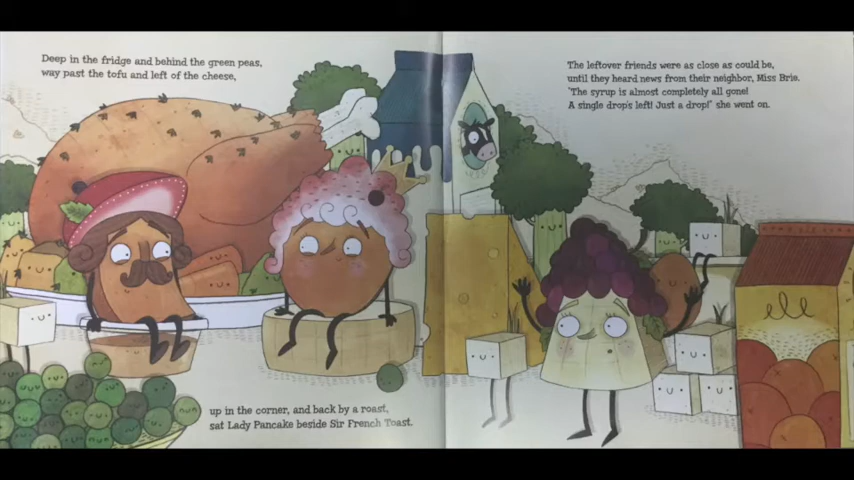 Deep in the fridge and behind the green peas,
way past the tofu and left of the cheese,
up in the corner, and back by a roast,
sat Lady Pancake beside Sir French Toast.
The leftover friends were as close as could be,
until they heard news from their neighbor, Miss Brie.
"The syrup is almost completely all gone!
A single drop's left! Just a drop!" she went on.